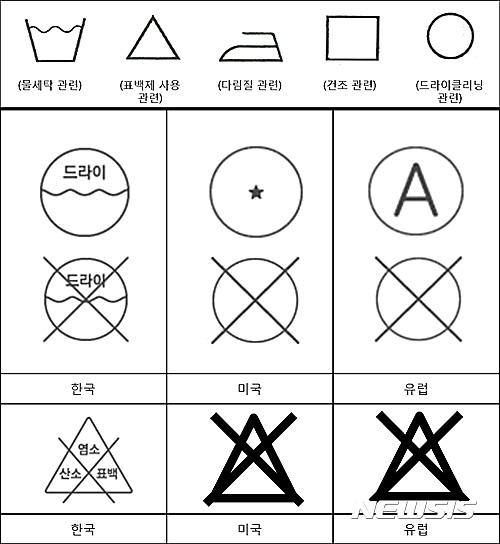 (물세탁 관련)
(표백제 사용
관련)
(다림질 관련)
(건조 관련)
(드라이클리닝
관련)
드라이
A
드라이
한국
미국
유럽
염소
산소 표백
NEWSIS
한국
미국
유럽